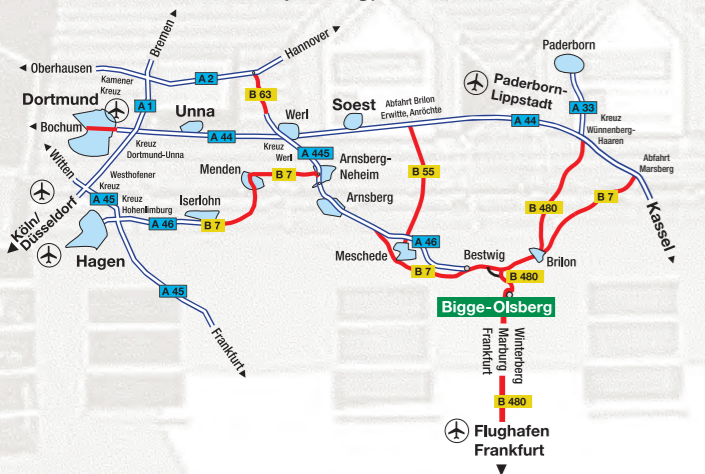 Bremen
Hannover
Oberhausen
Kamener
Kreuz
A 2
Paderborn
Dortmund
A 1
B 63
Unna
Werl
Soest
Abfahrt Brilon
Erwitte, Anröchte
Paderborn-
Lippstadt
A 33
Kreuz
Wünnenberg-
Haaren
Bochum
A 44
A 44
Kreuz
Dortmund-Unna
Kreuz
Werl
A 445
Witten
Westhofener
Kreuz
Menden
B 7
Arnsberg-
Neheim
B 55
Abfahrt
Marsberg
Köln/
Düsseldorf
A 45
Kreuz
Hohenlimburg
Iserlohn
Arnsberg
B 480
B 7
Kassel
A 46
B 7
Hagen
A 46
Meschede
B 7
Bestwig
Brilon
B 480
A 45
Bigge-Olsberg
Frankfurt
Winterberg
Marburg
Frankfurt
B 480
Flughafen
Frankfurt